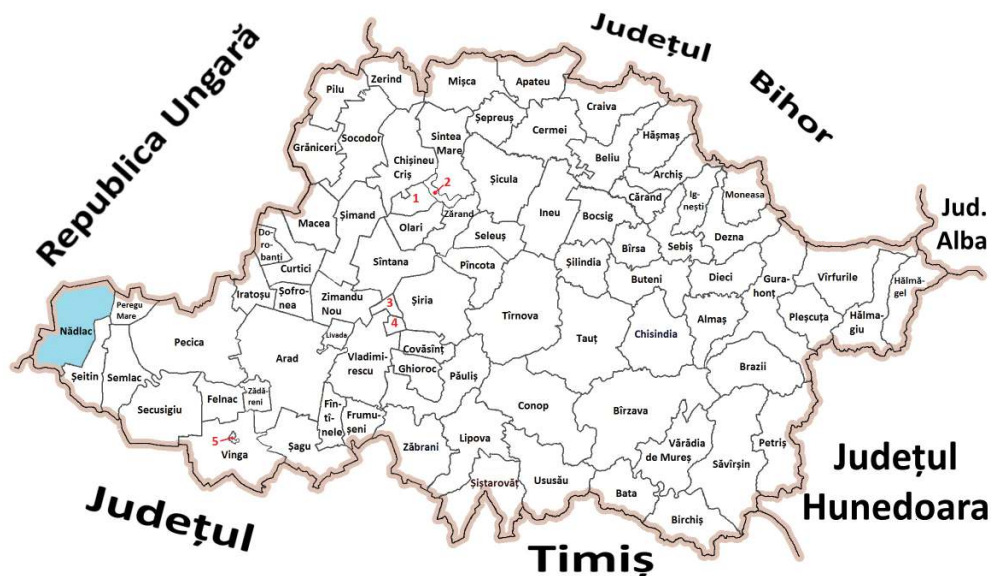 Republica Ungară
Județul
Bihor
Jud.
Alba
Județul
Hunedoara
Județul
Timiș
Zerind
Mișca
Apateu
Pilu
Craiva
Șepreuș
Socodor
Cermei
Sintea
Mare
Hășmaș
Grăniceri
Chișineu
Criș
Beliu
Archiș
Șicula
1
2
Cărand
Ig-
nești
Moneasa
Macea
Șimand
Zărand
Ineu
Bocsig
Olari
Seleuș
Do-
ro-
banți
Bîrsa
Sebiș
Dezna
Curtici
Sîntana
Pîncota
Șilindia
Buteni
Dieci
Gura-
honț
Vîrfurile
Hălmă-
gel
Iratoșu
Șofro-
nea
Zimandu
Nou
3
Șiria
Peregu
Mare
Nădlac
4
Tîrnova
Almaș
Pleșcuța
Hălma-
giu
Pecica
Livada
Tauț
Chisindia
Arad
Vladimi-
rescu
Covăsinț
Ghioroc
Brazii
Șeitin
Semlac
Păuliș
Felnac
Zădă-
reni
Secusigiu
Fîn-
tî-
nele
Frumu-
șeni
Conop
Bîrzava
5
Vinga
Șagu
Zăbrani
Lipova
Vărădia
de Mureș
Petriș
Săvîrșin
Șiștarovăț
Ususău
Bata
Birchiș